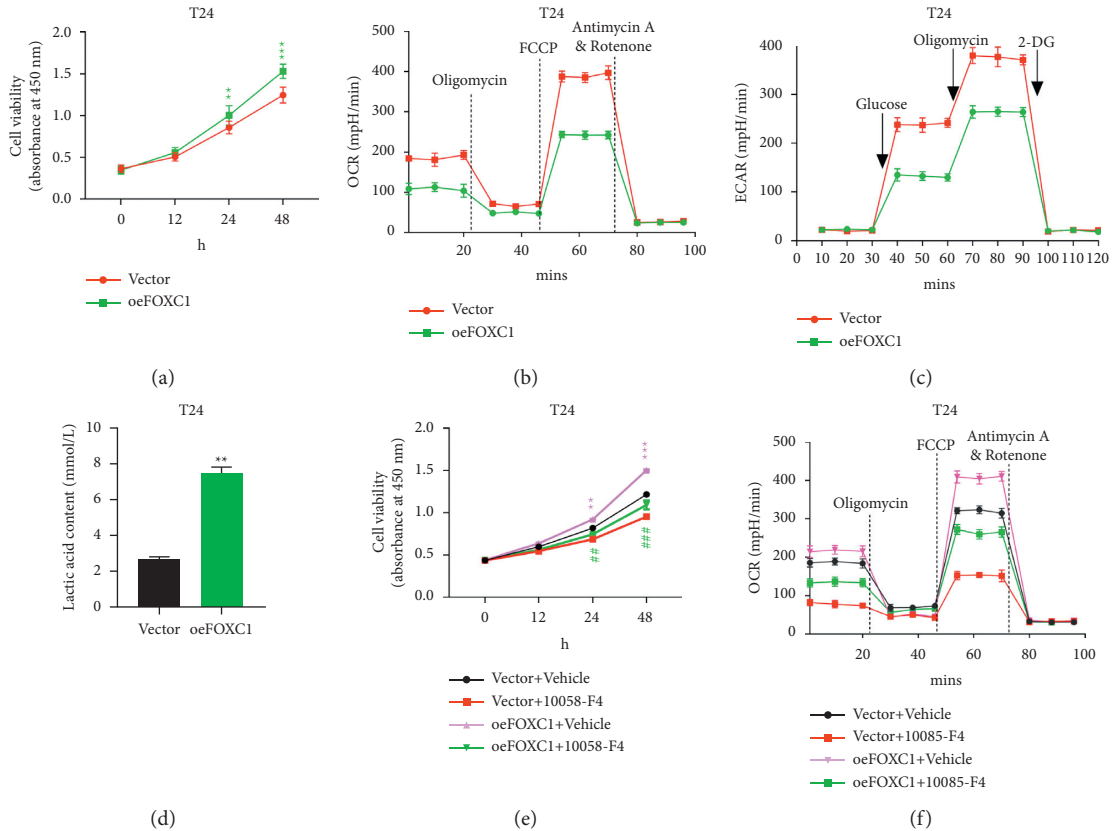 T24
Cell viability
(absorbance at 450 nm)
2.0
1.5
1.0
0.5
0.0
**
***
0
12
24
48
h
Vector
oeFOXC1
(a)
T24
OCR (mpH/min)
500
400
300
200
100
0
Oligomycin
FCCP
Antimycin A
& Rotenone
20
40
60
80
100
mins
Vector
oeFOXC1
(b)
T24
ECAR (mpH/min)
400
300
200
100
0
Glucose
Oligomycin
2-DG
0 10 20 30 40 50 60 70 80 90 100 110 120
mins
Vector
oeFOXC1
(c)
T24
Lactic acid content (mmol/L)
10
8
6
4
2
0
**
Vector oeFOXC1
(d)
T24
Cell viability
(absorbance at 450 nm)
2.0
1.5
1.0
0.5
0.0
**
***
##
###
0
12
24
48
h
Vector+Vehicle
Vector+10058-F4
oeFOXC1+Vehicle
oeFOXC1+10058-F4
(e)
T24
OCR (mpH/min)
500
400
300
200
100
0
Oligomycin
FCCP
Antimycin A
& Rotenone
20
40
60
80
100
mins
Vector+Vehicle
Vector+10085-F4
oeFOXC1+Vehicle
oeFOXC1+10085-F4
(f)